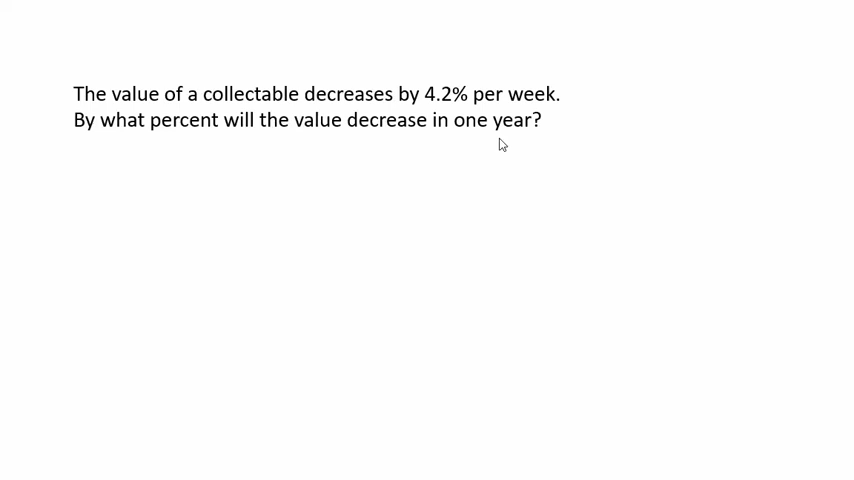 The value of a collectable decreases by 4.2% per week.
By what percent will the value decrease in one year?